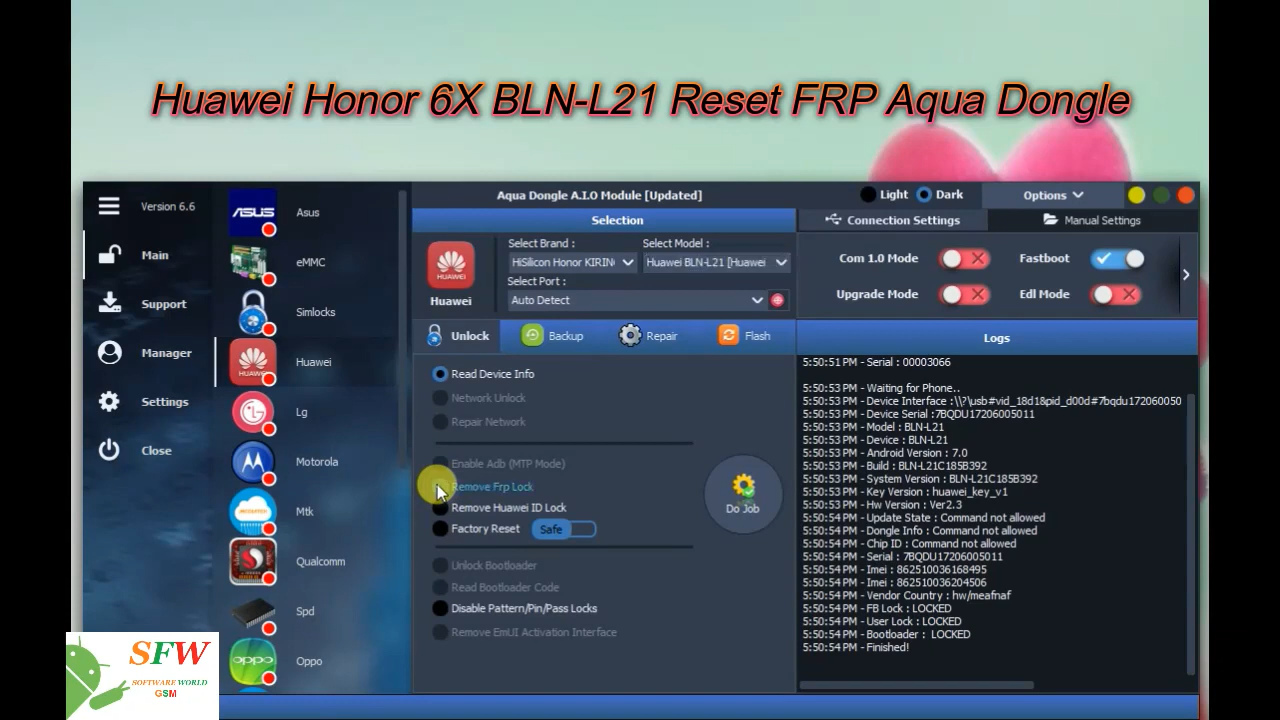 Huawei Honor 6X BLN-L21 Reset FRP Aqua Dongle
Aqua Dongle A.I.O Module [Updated]
Light
Dark
Options
Version 6.6
Main
Support
Manager
Settings
Close
ASUS
Asus
eMMC
Simlocks
HUAWEI
Huawei
LG
Lg
Motorola
MEDIATEK
Mtk
Qualcomm
Spd
oppo
Oppo
Selection
HUAWEI
Huawei
Select Brand :
HiSilicon Honor KIRIN
Select Model :
Huawei BLN-L21 [Huawei
Select Port :
Auto Detect
Unlock
Backup
Repair
Flash
Read Device Info
Network Unlock
Repair Network
Enable Adb (MTP Mode)
Remove Frp Lock
Remove Huawei ID Lock
Factory Reset
Safe
Unlock Bootloader
Read Bootloader Code
Disable Pattern/Pin/Pass Locks
Remove EmUI Activation Interface
Do Job
Connection Settings
Manual Settings
Com 1.0 Mode
Fastboot
Upgrade Mode
Edl Mode
Logs
5:50:51 PM - Serial : 00003066
5:50:53 PM - Waiting for Phone..
5:50:53 PM - Device Interface :\\?\usb#vid_18d18pid_d00d#7bqdu172060050
5:50:53 PM - Device Serial :7BQDU17206005011
5:50:53 PM - Model : BLN-L21
5:50:53 PM - Device : BLN-L21
5:50:53 PM - Android Version : 7.0
5:50:53 PM - Build : BLN-L21C185B392
5:50:53 PM - System Version : BLN-L21C185B392
5:50:53 PM - Key Version : huawei_key_v1
5:50:53 PM - Hw Version : Ver2.3
5:50:54 PM - Update State : Command not allowed
5:50:54 PM - Dongle Info : Command not allowed
5:50:54 PM - Chip ID : Command not allowed
5:50:54 PM - Serial : 7BQDU17206005011
5:50:54 PM - Imei : 862510036168495
5:50:54 PM - Imei : 862510036204506
5:50:54 PM - Vendor Country : hw/meafnaf
5:50:54 PM - FB Lock : LOCKED
5:50:54 PM - User Lock : LOCKED
5:50:54 PM - Bootloader : LOCKED
5:50:54 PM - Finished!
SFW
SOFTWARE WORLD
GSM